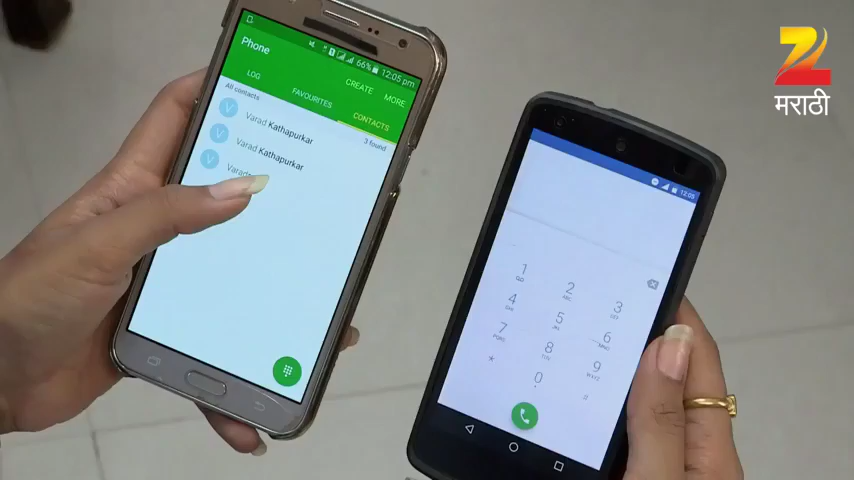 66% 12:05 pm
Phone
CREATE MORE
LOG FAVOURITES CONTACTS
All contacts 3 found
V Varad Kathapurkar
V Varad Kathapurkar
V
12:05
1
2 ABC
3 DEF
4 GHI
5 JKL
6 MNO
7 PQRS
8 TUV
9 WXYZ
*
0
+
#
Z
मराठी